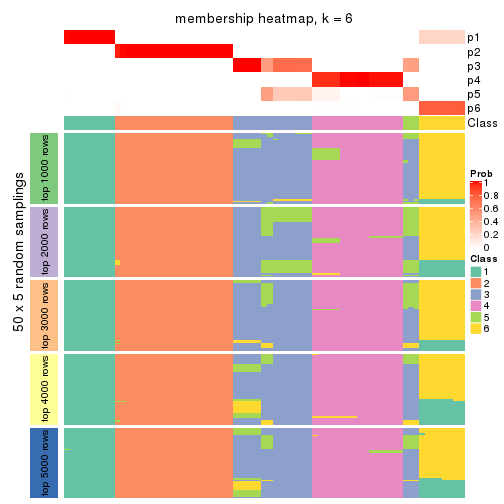 membership heatmap, k = 6
p1
p2
p3
p4
p5
p6
Class
50 x 5 random samplings
top 1000 rows
top 2000 rows
top 3000 rows
top 4000 rows
top 5000 rows
Prob
1
0.8
0.6
0.4
0.2
0
Class
1
2
3
4
5
6